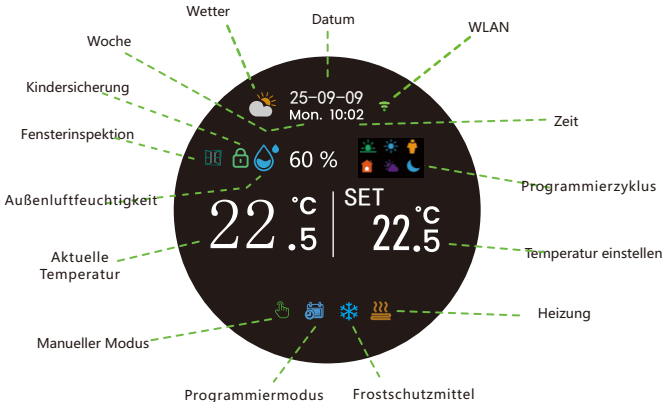 Wetter
Datum
WLAN
Woche
Kindersicherung
25-09-09
Mon. 10:02
Zeit
Fensterinspektion
60 %
Programmierzyklus
Außenluftfeuchtigkeit
22.5 °C
SET
22.5 °C
Aktuelle
Temperatur
Temperatur einstellen
Heizung
Manueller Modus
Programmiermodus
Frostschutzmittel